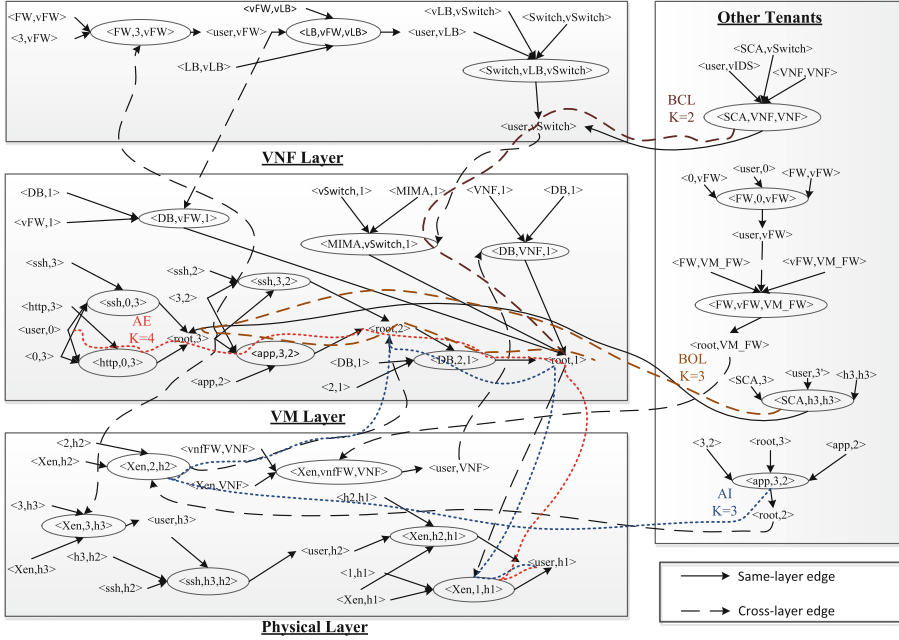 <FW,vFW>
<3,vFW>
<FW,3,vFW>
<user,vFW>
<vFW,vLB>
<LB,vFW,vLB>
<LB,vLB>
<user,vLB>
<vLB,vSwitch>
<Switch,vSwitch>
<Switch,vLB,vSwitch>
<user,vSwitch>
VNF Layer
BCL
K=2
Other Tenants
<SCA,vSwitch>
<user,vIDS>
<VNF,VNF>
<SCA,VNF,VNF>
<user,0>
<0,vFW>
<FW,vFW>
<FW,0,vFW>
<user,vFW>
<FW,VM_FW>
<vFW,VM_FW>
<FW,vFW,VM_FW>
<root,VM_FW>
<SCA,3>
<user,3'>
<h3,h3>
<SCA,h3,h3>
<3,2>
<root,3>
<app,2>
<app,3,2>
<root,2>
<DB,1>
<vFW,1>
<DB,vFW,1>
<vSwitch,1>
<MIMA,1>
<VNF,1>
<DB,1>
<MIMA,vSwitch,1>
<DB,VNF,1>
<ssh,3>
<ssh,2>
<ssh,3,2>
<http,3>
<ssh,0,3>
<3,2>
<user,0>
AE
K=4
<root,3>
<root,2>
<0,3>
<http,0,3>
<app,3,2>
<app,2>
<DB,1>
<DB,2,1>
<root,1>
<2,1>
BOL
K=3
VM Layer
<2,h2>
<Xen,h2>
<Xen,2,h2>
<vnfFW,VNF>
<Xen,VNF>
<Xen,vnfFW,VNF>
<user,VNF>
<3,h3>
<Xen,3,h3>
<user,h3>
<Xen,h3>
<h3,h2>
<ssh,h2>
<ssh,h3,h2>
<user,h2>
<h2,h1>
<Xen,h2,h1>
<1,h1>
<Xen,h1>
<Xen,1,h1>
<user,h1>
AI
K=3
Physical Layer
Same-layer edge
Cross-layer edge